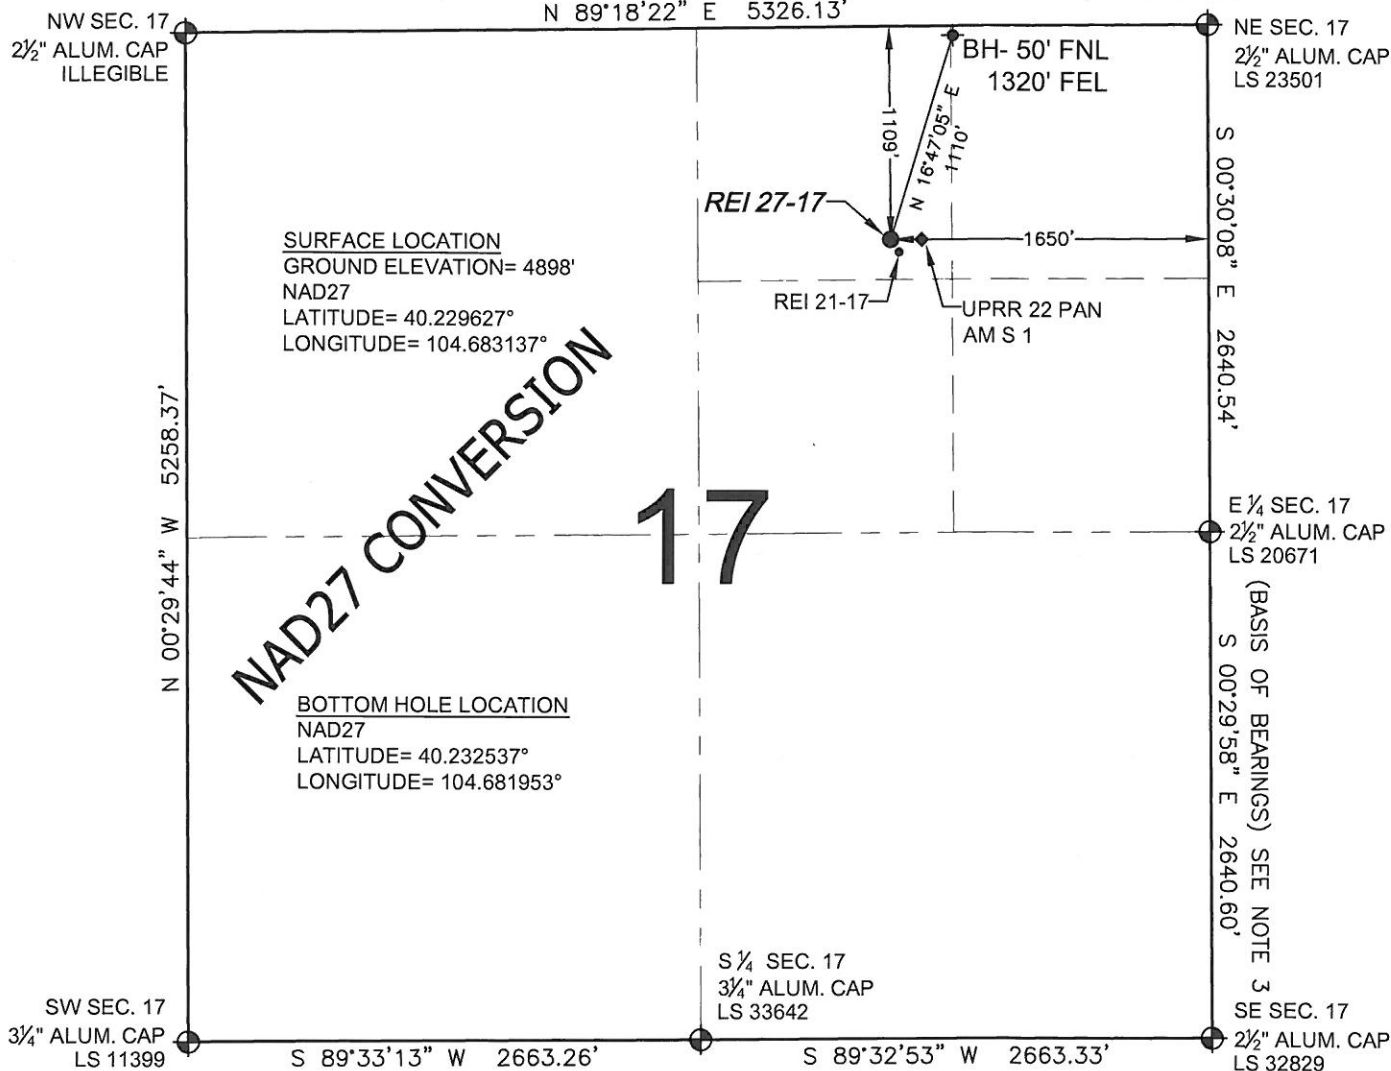 N 89°18'22" E 5326.13'
NW SEC. 17
2½" ALUM. CAP
ILLEGIBLE
NE SEC. 17
2½" ALUM. CAP
LS 23501
BH- 50' FNL
1320' FEL
1109'
N 16°47'05" E
1110'
REI 27-17
1650'
REI 21-17
UPRR 22 PAN
AM S 1
S 00°30'08" E 2640.54'
SURFACE LOCATION
GROUND ELEVATION= 4898'
NAD27
LATITUDE= 40.229627°
LONGITUDE= 104.683137°
NAD27 CONVERSION
N 00°29'44" W 5258.37'
17
E ¼ SEC. 17
2½" ALUM. CAP
LS 20671
(BASIS OF BEARINGS) SEE NOTE 3
S 00°29'58" E 2640.60'
BOTTOM HOLE LOCATION
NAD27
LATITUDE= 40.232537°
LONGITUDE= 104.681953°
S ¼ SEC. 17
3¼" ALUM. CAP
LS 33642
SW SEC. 17
3¼" ALUM. CAP
LS 11399
SE SEC. 17
2½" ALUM. CAP
LS 32829
S 89°33'13" W 2663.26'
S 89°32'53" W 2663.33'